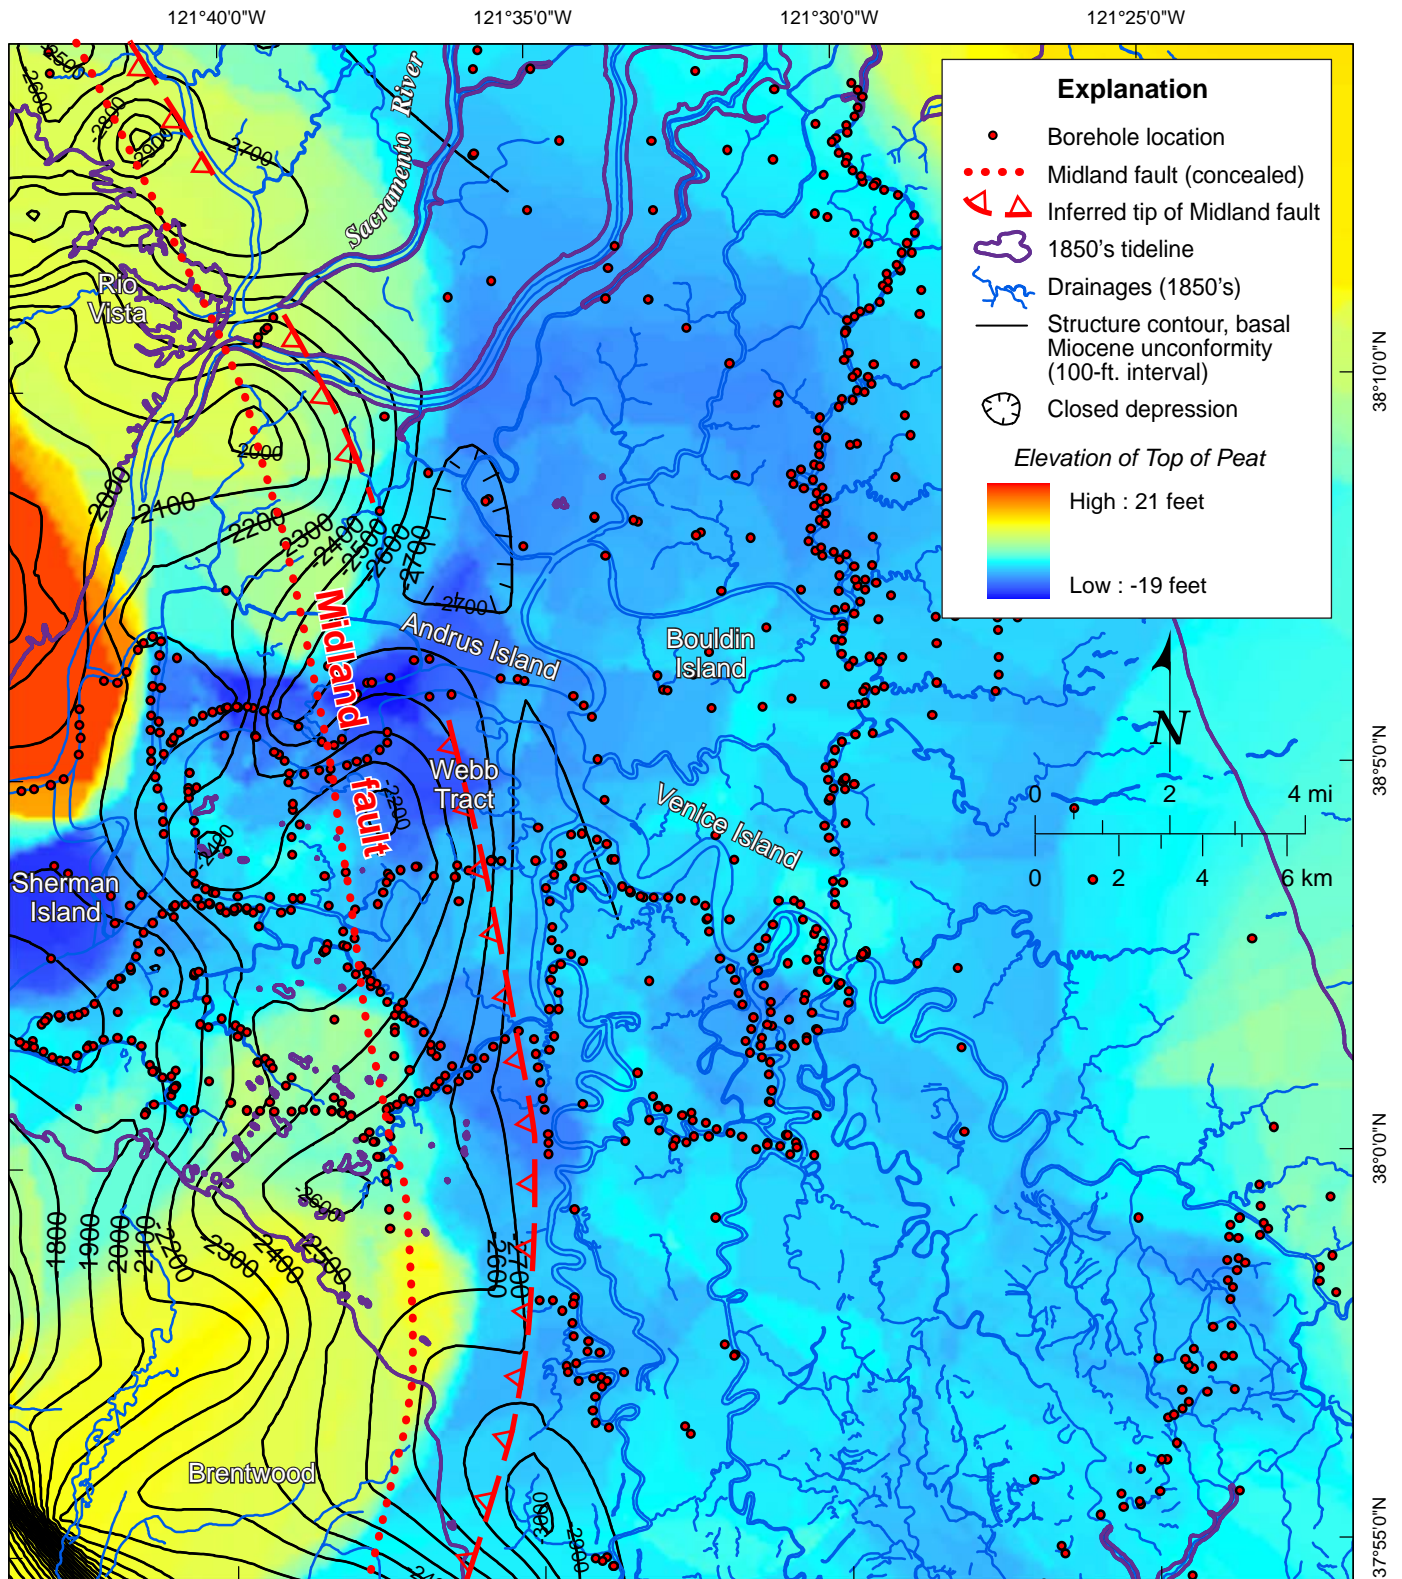 121°40'0"W
121°35'0"W
121°30'0"W
121°25'0"W
Explanation
Borehole location
Midland fault (concealed)
Inferred tip of Midland fault
1850's tideline
Drainages (1850's)
Structure contour, basal
Miocene unconformity
(100-ft. interval)
Closed depression
Elevation of Top of Peat
High : 21 feet
Low : -19 feet
38°10'0"N
38°5'0"N
38°0'0"N
37°55'0"N
-2500
2600
-2800
-2900
-2700
Sacramento River
Rio
Vista
2000
2000
-2100
2200
2300
-2400
-2500
-2600
2700
-2700
Midland fault
Andrus Island
Bouldin
Island
Webb
Tract
Venice Island
-2200
-2400
Sherman
Island
N
0 2 4 mi
0 2 4 6 km
-2600
-1800
-1900
2000
2100
-2200
-2300
2400
-2500
-2600
-2700
Brentwood
-3000
-2900